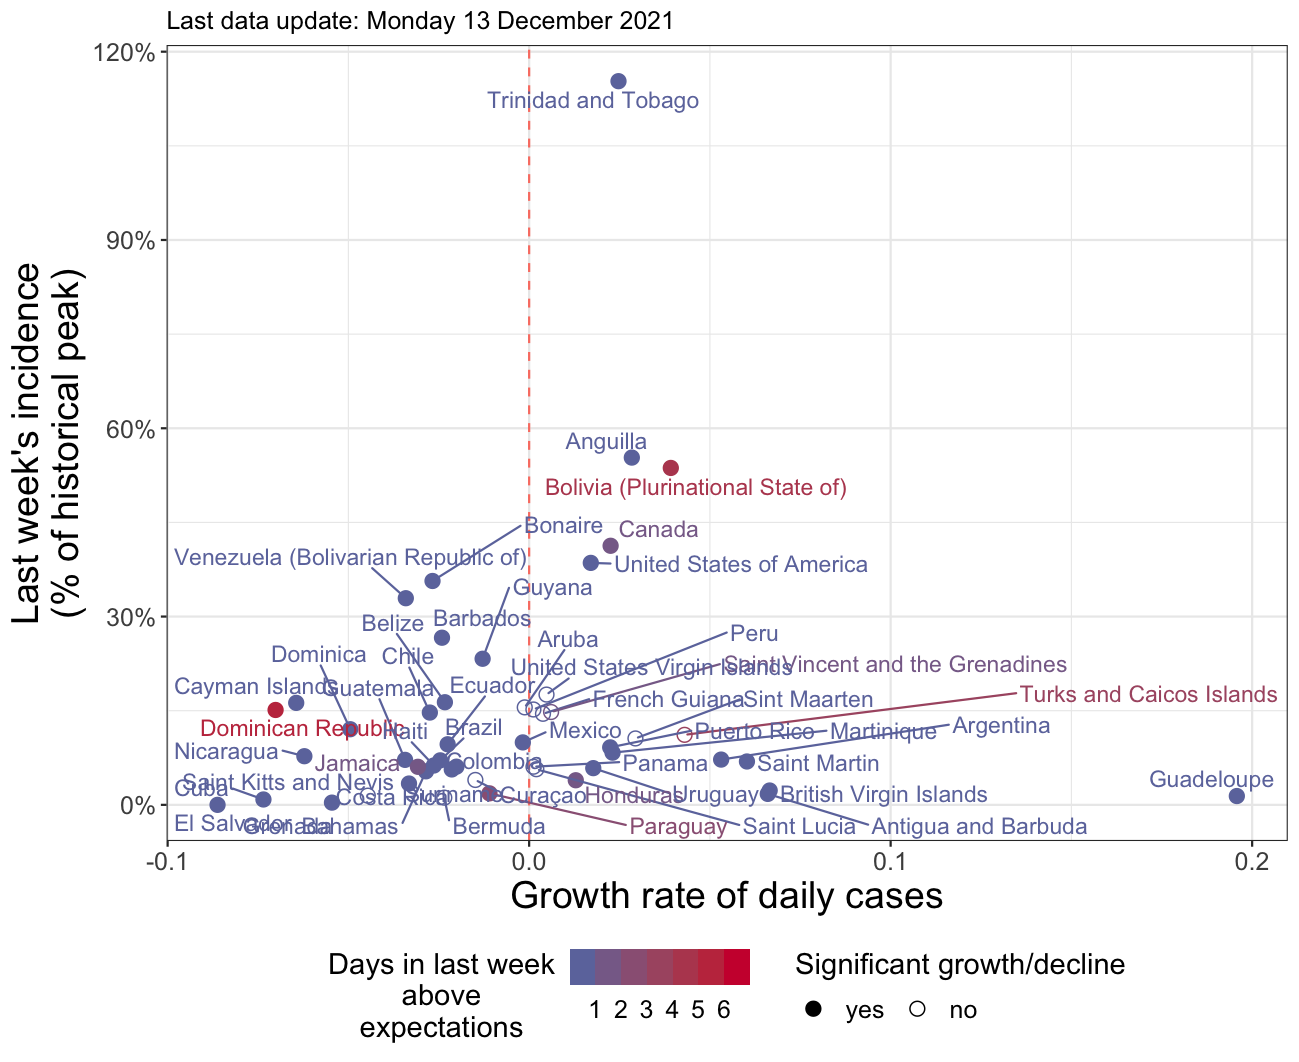 Last data update: Monday 13 December 2021
120%
90%
60%
30%
0%
Last week's incidence
(% of historical peak)
Trinidad and Tobago
Anguilla
Bolivia (Plurinational State of)
Bonaire
Canada
Venezuela (Bolivarian Republic of)
United States of America
Guyana
Belize
Barbados
Peru
Aruba
Dominica
Chile
United States Virgin Islands
Saint Vincent and the Grenadines
Cayman Islands
Guatemala
Ecuador
French Guiana
Sint Maarten
Turks and Caicos Islands
Dominican Republic
Haiti
Brazil
Mexico
Puerto Rico
Martinique
Argentina
Nicaragua
Jamaica
Colombia
Panama
Saint Martin
Guadeloupe
Saint Kitts and Nevis
Cuba
Costa Rica
Suriname
Curaçao
Honduras
Uruguay
British Virgin Islands
El Salvador
Grenada
Bahamas
Bermuda
Paraguay
Saint Lucia
Antigua and Barbuda
-0.1
0.0
0.1
0.2
Growth rate of daily cases
Days in last week
above
expectations
1 2 3 4 5 6
Significant growth/decline
yes
no